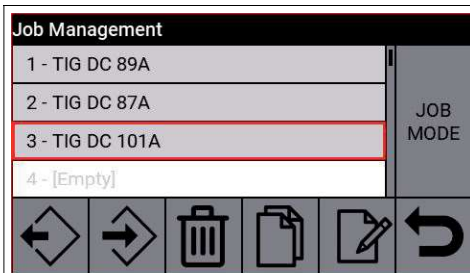 Job Management
1 - TIG DC 89A
2 - TIG DC 87A
3 - TIG DC 101A
4 - [Empty]
JOB
MODE